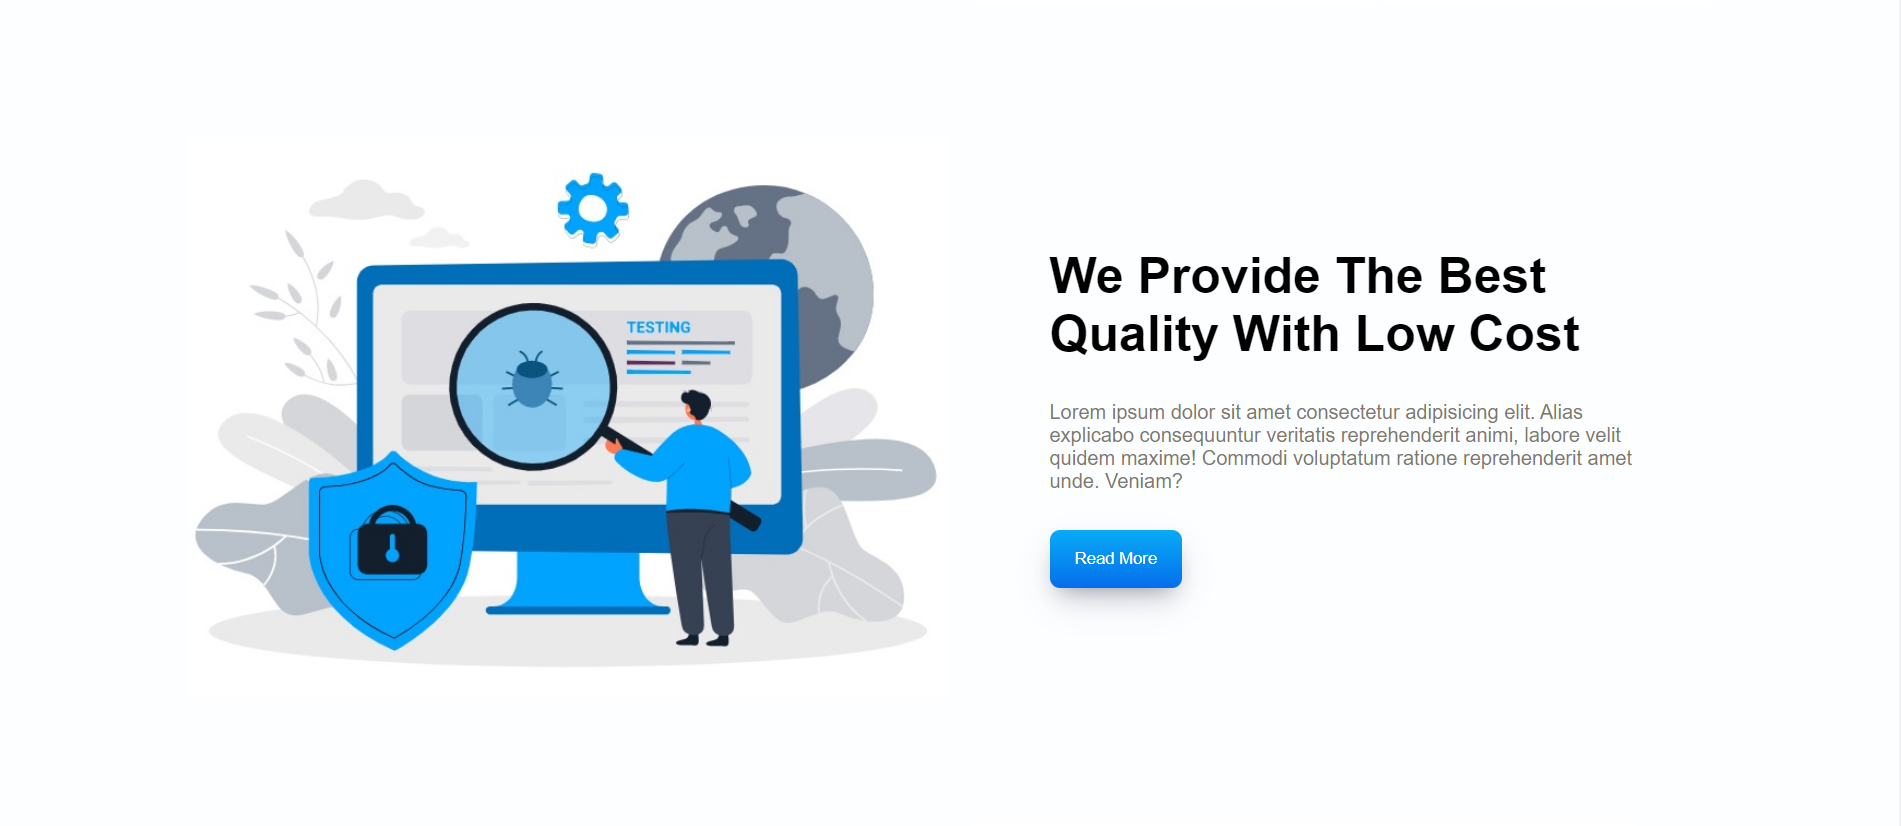 TESTING
We Provide The Best
Quality With Low Cost
Lorem ipsum dolor sit amet consectetur adipisicing elit. Alias
explicabo consequuntur veritatis reprehenderit animi, labore velit
quidem maxime! Commodi voluptatum ratione reprehenderit amet
unde. Veniam?
Read More